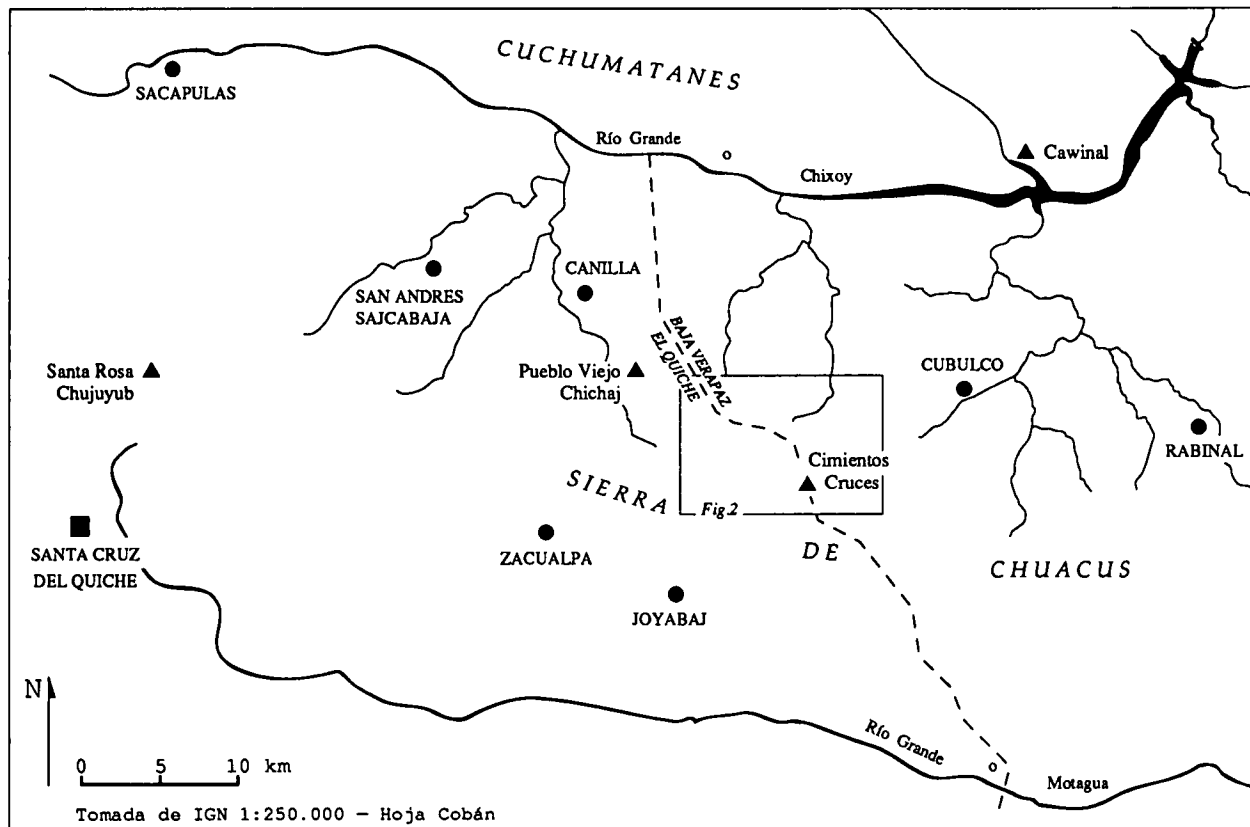 CUCHUMATANES
SACAPULAS
Río Grande
o
Cawinal
Chixoy
CANILLA
SAN ANDRES
SAJCABAJA
BAJA VERAPAZ
EL QUICHE
Santa Rosa
Chujuyub
Pueblo Viejo
Chichaj
CUBULCO
RABINAL
Cimientos
Cruces
SIERRA
Fig.2
SANTA CRUZ
DEL QUICHE
ZACUALPA
DE
CHUACUS
JOYABAJ
N
Río Grande
o
Motagua
0 5 10 km
Tomada de IGN 1:250.000 — Hoja Cobán